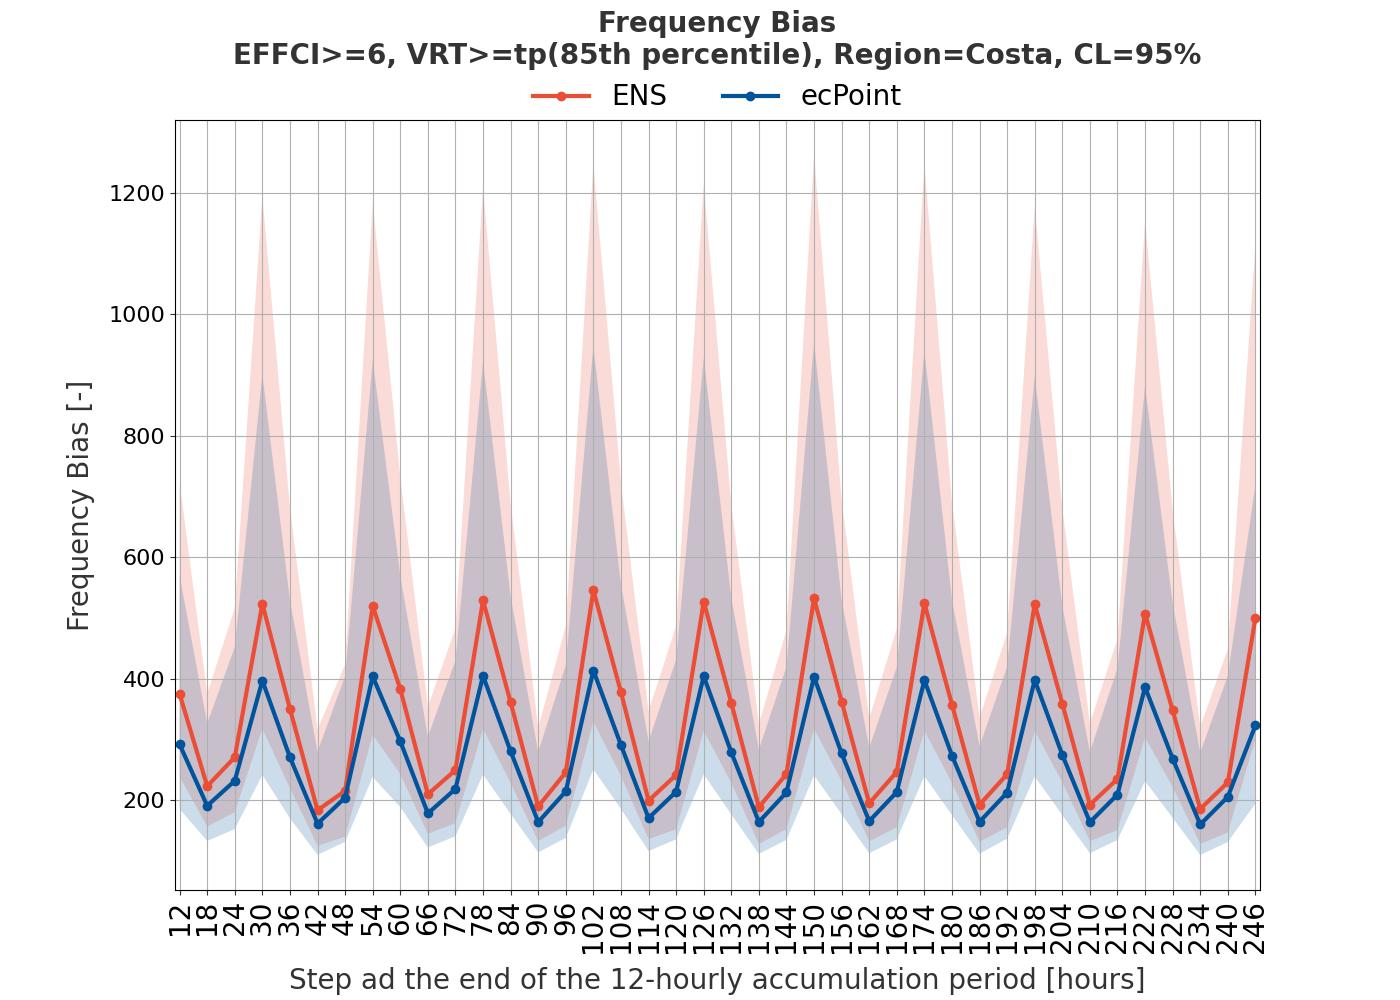 Frequency Bias
EFFCI>=6, VRT>=tp(85th percentile), Region=Costa, CL=95%
ENS ecPoint
Frequency Bias [-]
1200
1000
800
600
400
200
12 18 24 30 36 42 48 54 60 66 72 78 84 90 96 102 108 114 120 126 132 138 144 150 156 162 168 174 180 186 192 198 204 210 216 222 228 234 240 246
Step ad the end of the 12-hourly accumulation period [hours]